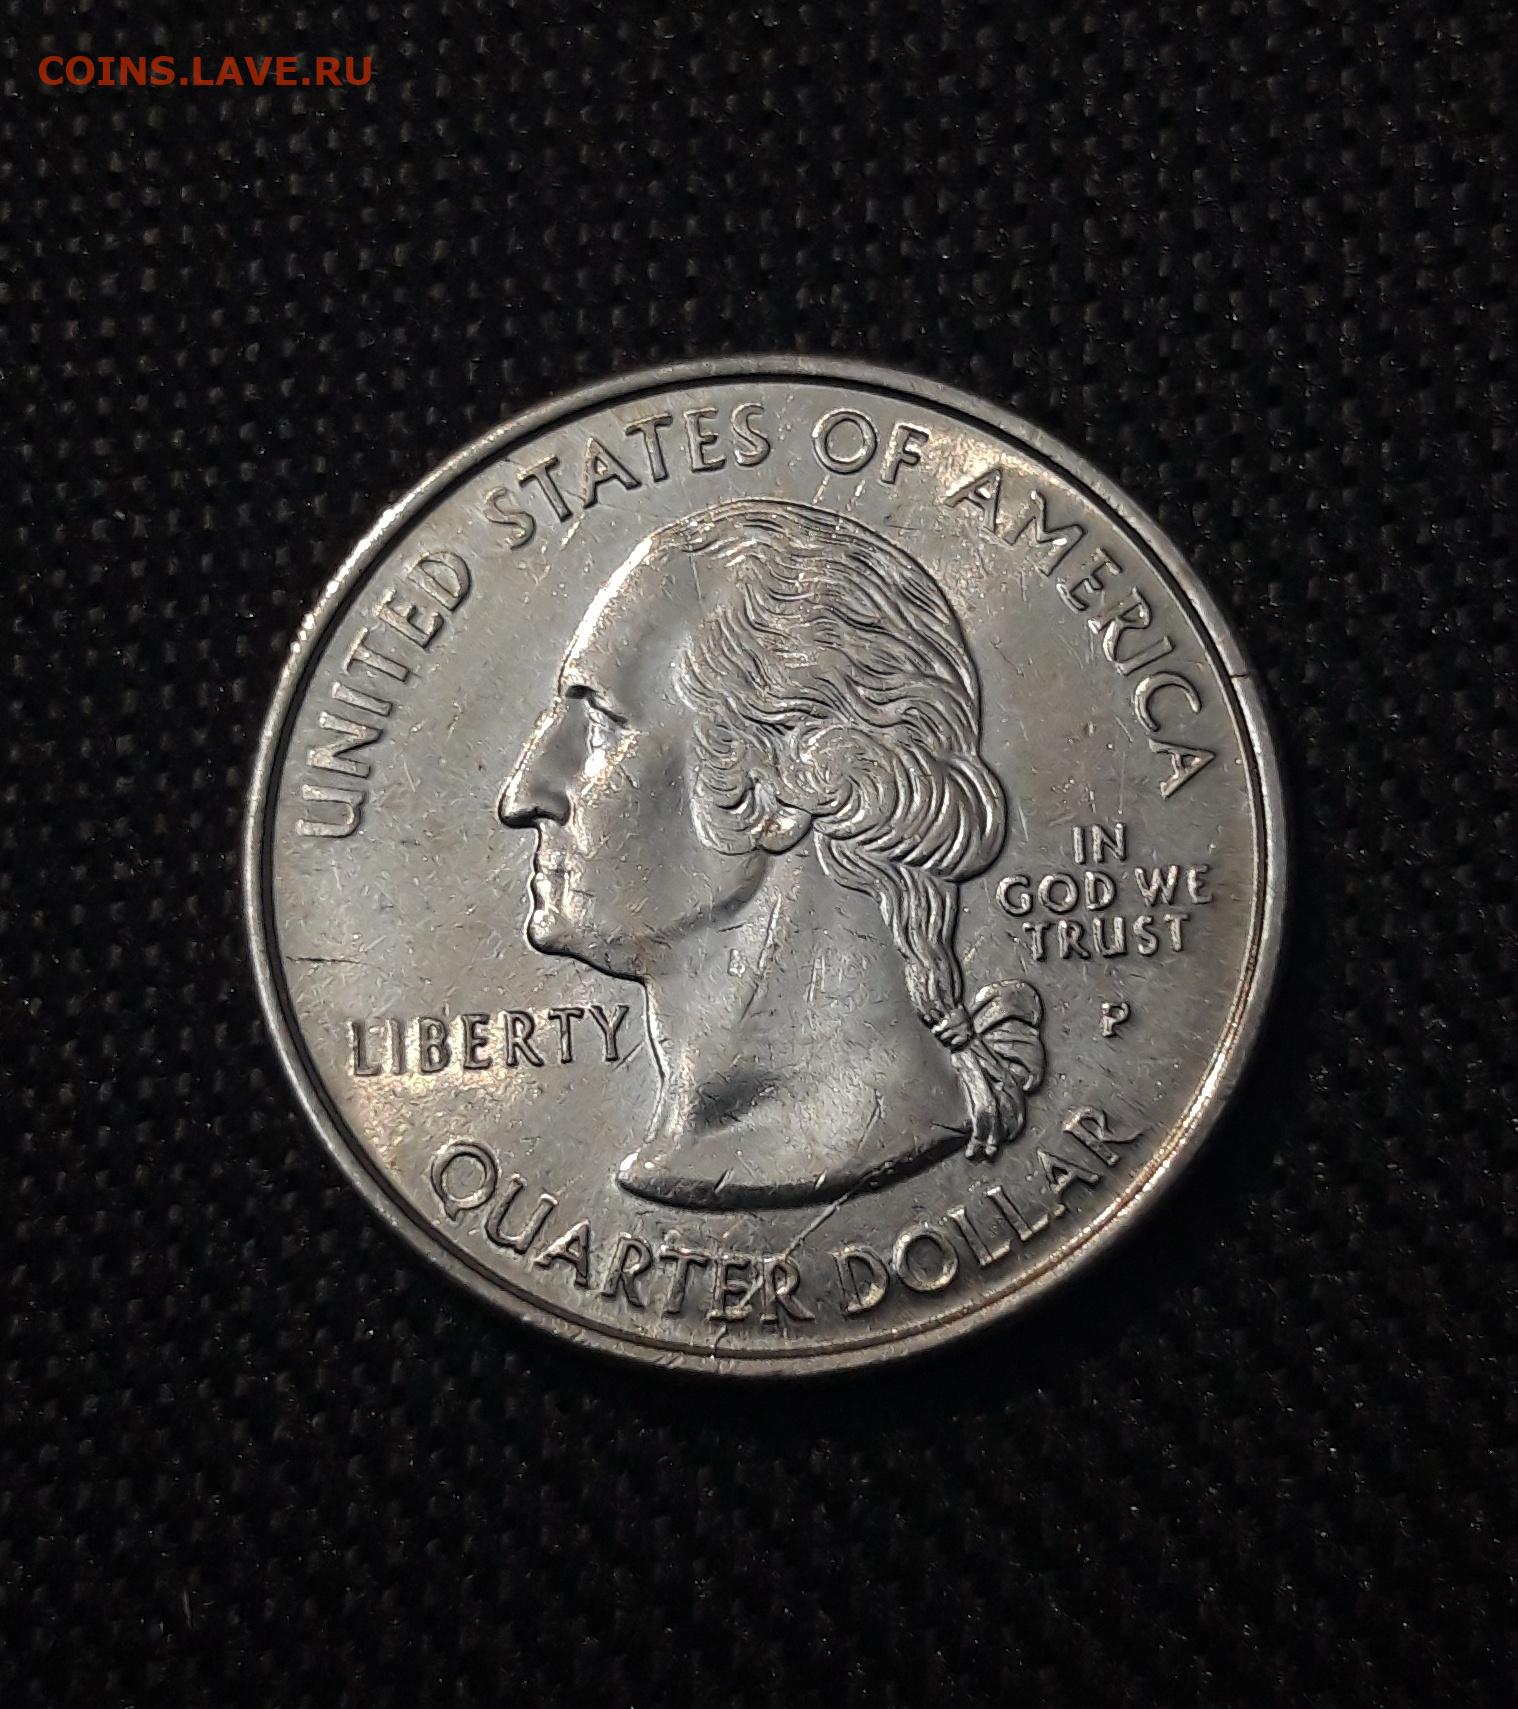 COINS.LAVE.RU
UNITED STATES OF AMERICA
IN
GOD WE
TRUST
LIBERTY
P
QUARTER DOLLAR